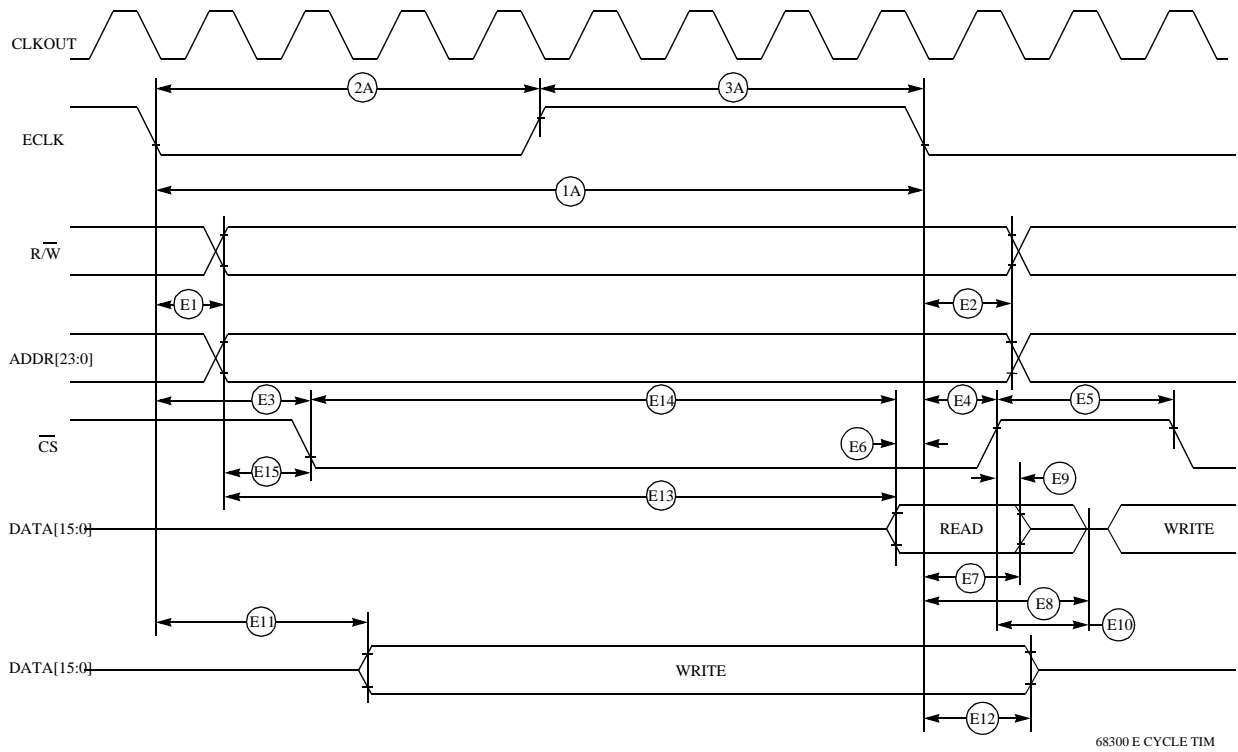 CLKOUT
2A
3A
ECLK
1A
R/W
E1
E2
ADDR[23:0]
E3
E14
E4
E5
CS
E6
E15
E9
E13
DATA[15:0]
READ
WRITE
E7
E8
E11
E10
DATA[15:0]
WRITE
E12
68300 E CYCLE TIM